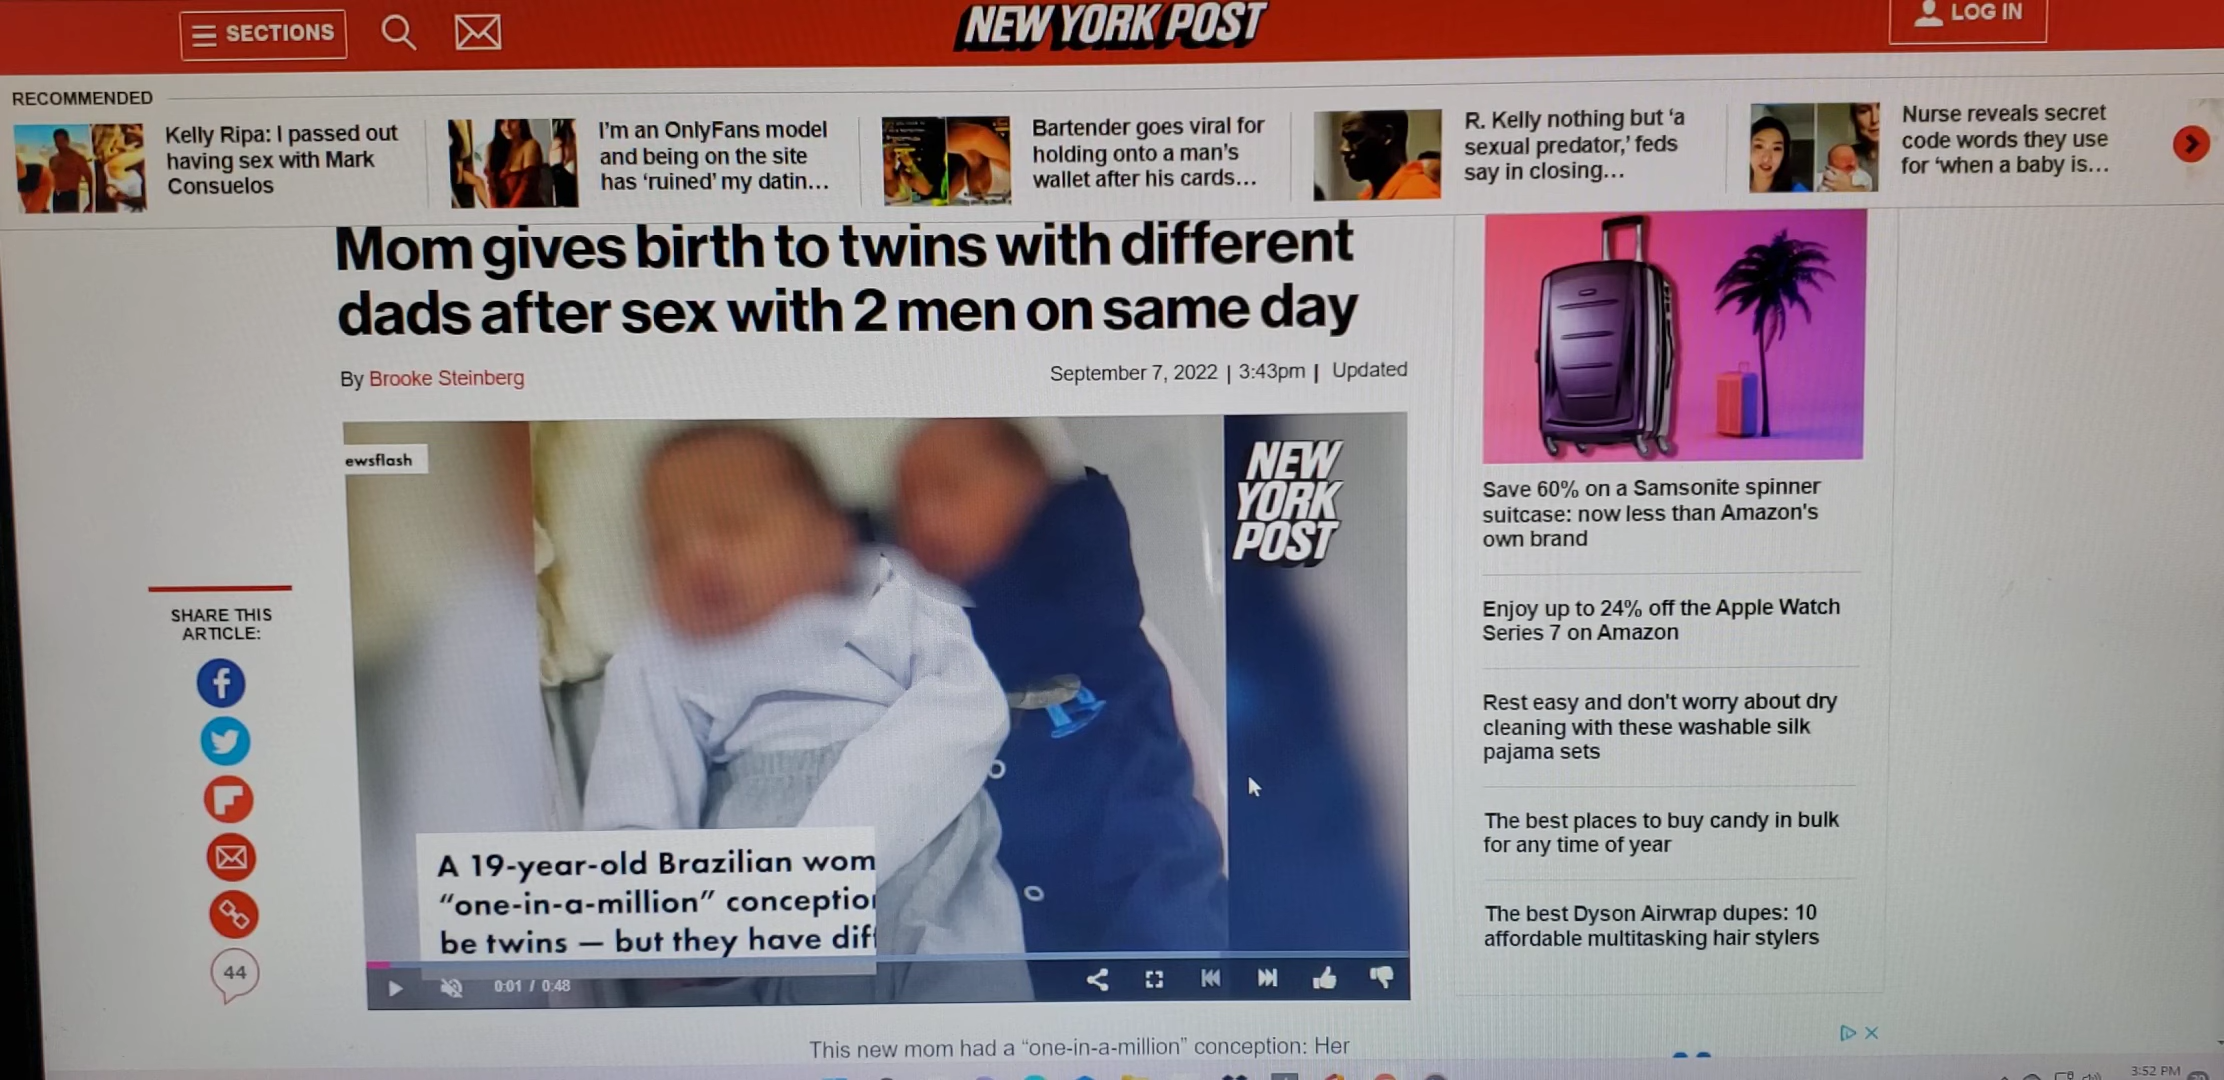 SECTIONS
NEW YORK POST
LOG IN
RECOMMENDED
Kelly Ripa: I passed out
having sex with Mark
Consuelos
I'm an OnlyFans model
and being on the site
has ‘ruined’ my datin...
Bartender goes viral for
holding onto a man's
wallet after his cards...
R. Kelly nothing but ‘a
sexual predator,’ feds
say in closing...
Nurse reveals secret
code words they use
for ‘when a baby is...
Mom gives birth to twins with different
dads after sex with 2 men on same day
By Brooke Steinberg
September 7, 2022 | 3:43pm | Updated
ewsflash
NEW
YORK
POST
SHARE THIS
ARTICLE:
44
A 19-year-old Brazilian wom
“one-in-a-million” conceptio
be twins — but they have dif
0:01 / 0:48
This new mom had a “one-in-a-million” conception: Her
Save 60% on a Samsonite spinner
suitcase: now less than Amazon's
own brand
Enjoy up to 24% off the Apple Watch
Series 7 on Amazon
Rest easy and don't worry about dry
cleaning with these washable silk
pajama sets
The best places to buy candy in bulk
for any time of year
The best Dyson Airwrap dupes: 10
affordable multitasking hair stylers
3:52 PM